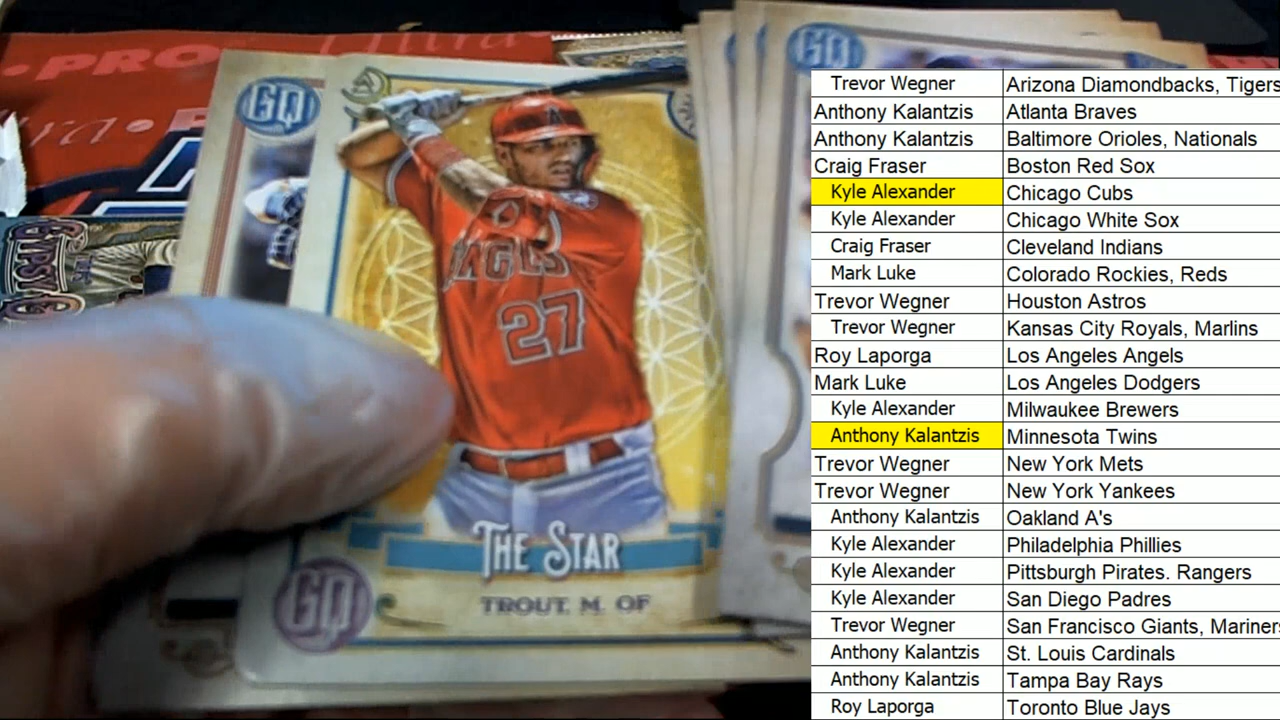 PRO
GQ
GQ
A
ANGELS
27
THE STAR
TROUT. M. OF
GQ
Trevor Wegner Arizona Diamondbacks, Tigers
Anthony Kalantzis Atlanta Braves
Anthony Kalantzis Baltimore Orioles, Nationals
Craig Fraser Boston Red Sox
Kyle Alexander Chicago Cubs
Kyle Alexander Chicago White Sox
Craig Fraser Cleveland Indians
Mark Luke Colorado Rockies, Reds
Trevor Wegner Houston Astros
Trevor Wegner Kansas City Royals, Marlins
Roy Laporga Los Angeles Angels
Mark Luke Los Angeles Dodgers
Kyle Alexander Milwaukee Brewers
Anthony Kalantzis Minnesota Twins
Trevor Wegner New York Mets
Trevor Wegner New York Yankees
Anthony Kalantzis Oakland A's
Kyle Alexander Philadelphia Phillies
Kyle Alexander Pittsburgh Pirates. Rangers
Kyle Alexander San Diego Padres
Trevor Wegner San Francisco Giants, Mariner
Anthony Kalantzis St. Louis Cardinals
Anthony Kalantzis Tampa Bay Rays
Roy Laporga Toronto Blue Jays